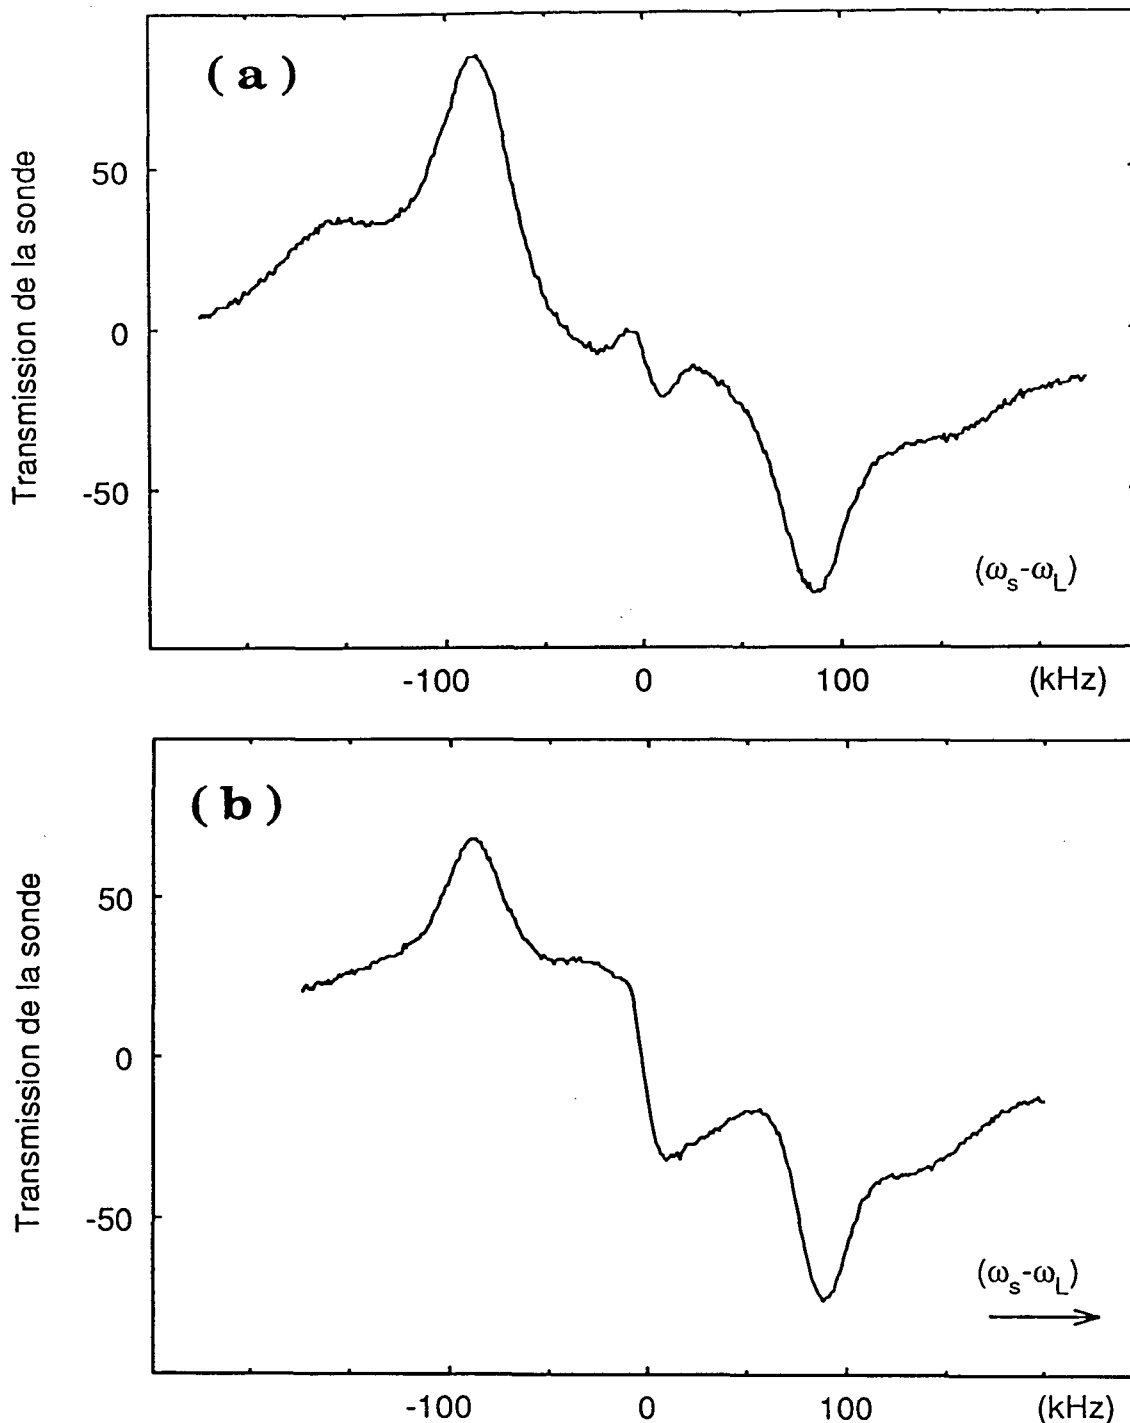 ( a )
Transmission de la sonde
50
0
-50
(ωs-ωL)
-100 0 100 (kHz)
( b )
Transmission de la sonde
50
0
-50
(ωs-ωL)
-100 0 100 (kHz)